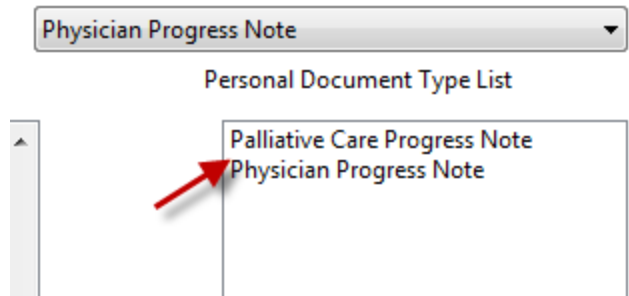 Physician Progress Note
Personal Document Type List
Palliative Care Progress Note
Physician Progress Note